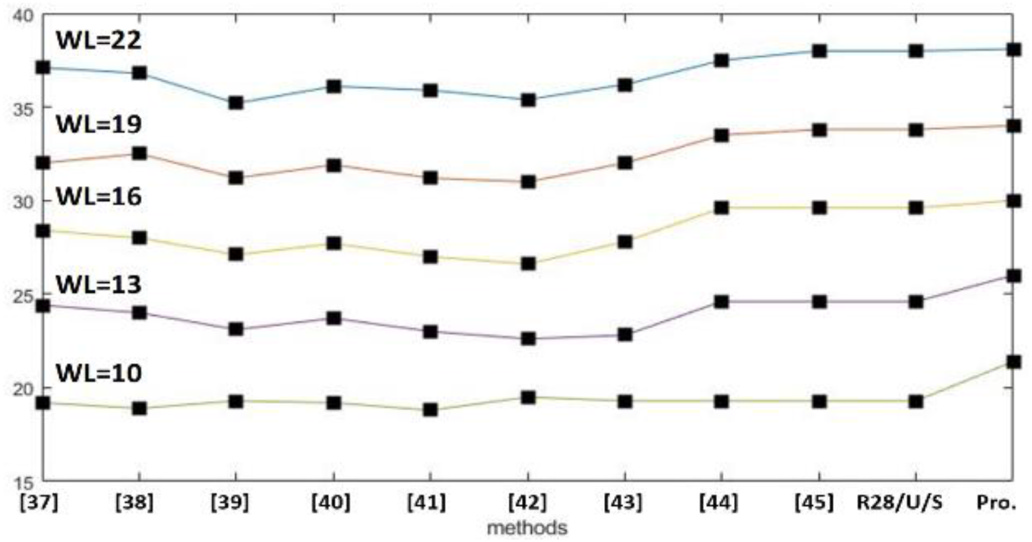 40
WL=22
35
WL=19
30
WL=16
25
WL=13
20
WL=10
15
[37] [38] [39] [40] [41] [42] [43] [44] [45] R28/U/S Pro.
methods